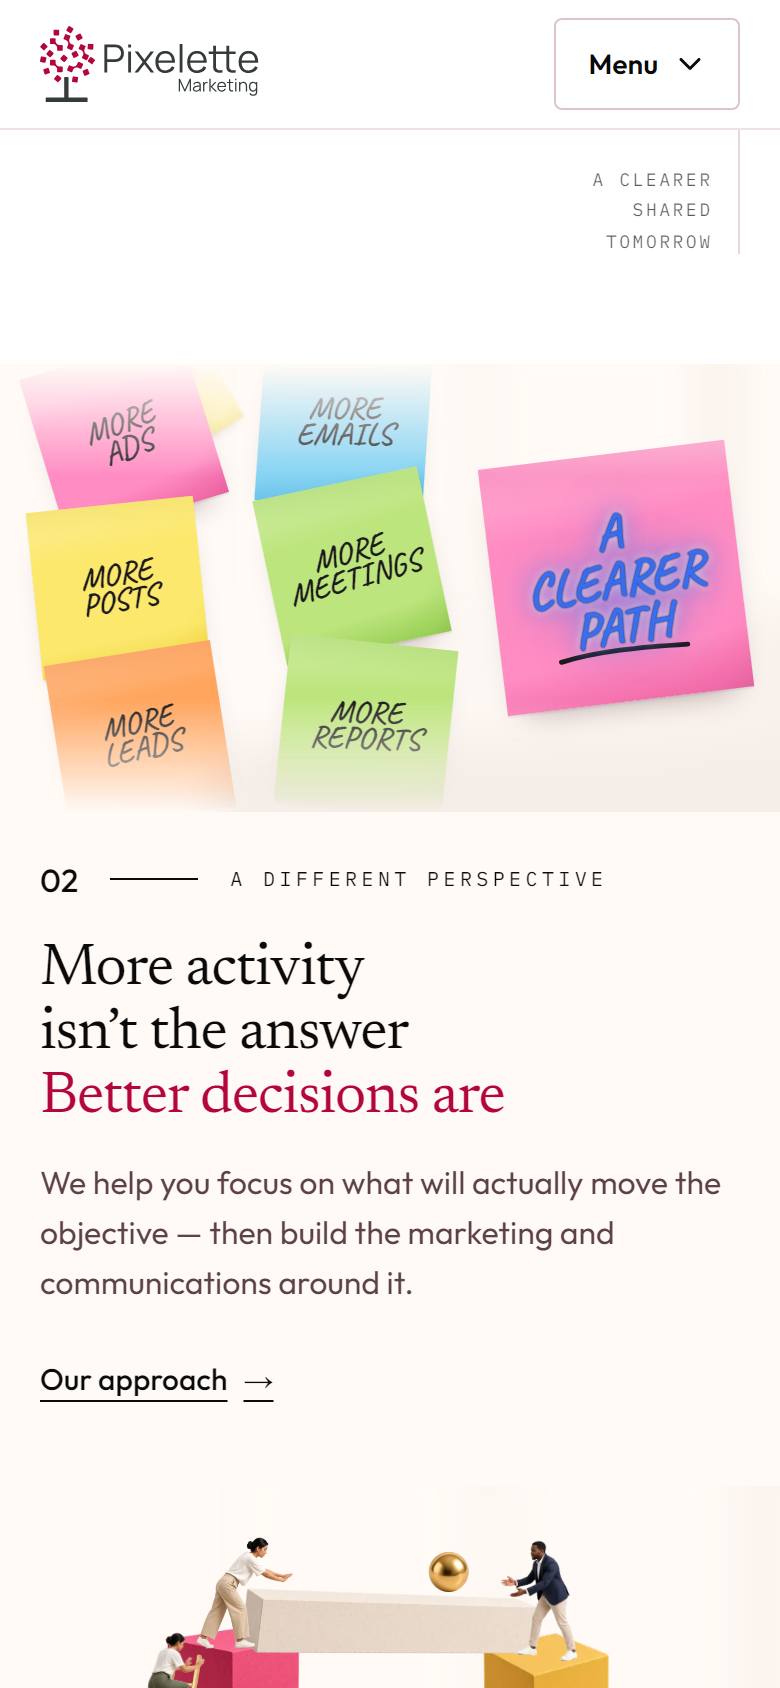 Pixelette
Marketing
Menu
A CLEARER
SHARED
TOMORROW
MORE
ADS
MORE
EMAILS
MORE
POSTS
MORE
MEETINGS
A
CLEARER
PATH
MORE
LEADS
MORE
REPORTS
02
A DIFFERENT PERSPECTIVE
More activity
isn’t the answer
Better decisions are
We help you focus on what will actually move the
objective — then build the marketing and
communications around it.
Our approach →